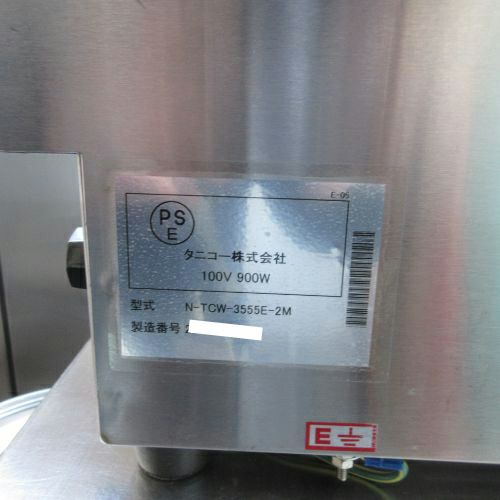 E-05
PS
E
タニコー株式会社
100V 900W
型式 N-TCW-3555E-2M
製造番号 2
E